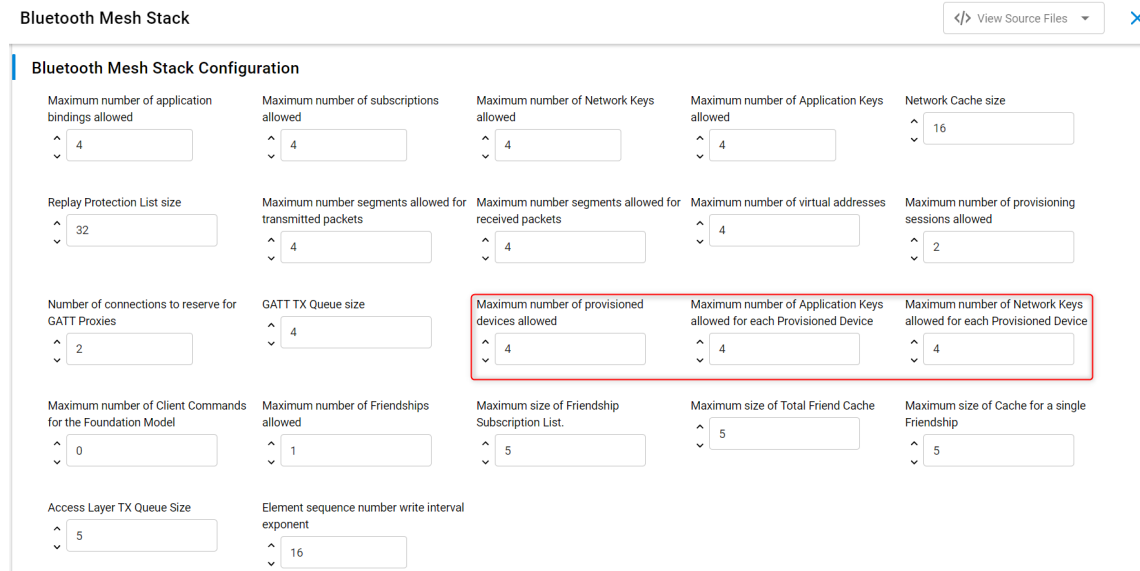 Bluetooth Mesh Stack
</> View Source Files
Bluetooth Mesh Stack Configuration
Maximum number of application
bindings allowed
4
Maximum number of subscriptions
allowed
4
Maximum number of Network Keys
allowed
4
Maximum number of Application Keys
allowed
4
Network Cache size
16
Replay Protection List size
32
Maximum number segments allowed for
transmitted packets
4
Maximum number segments allowed for
received packets
4
Maximum number of virtual addresses
4
Maximum number of provisioning
sessions allowed
2
Number of connections to reserve for
GATT Proxies
2
GATT TX Queue size
4
Maximum number of provisioned
devices allowed
4
Maximum number of Application Keys
allowed for each Provisioned Device
4
Maximum number of Network Keys
allowed for each Provisioned Device
4
Maximum number of Client Commands
for the Foundation Model
0
Maximum number of Friendships
allowed
1
Maximum size of Friendship
Subscription List.
5
Maximum size of Total Friend Cache
5
Maximum size of Cache for a single
Friendship
5
Access Layer TX Queue Size
5
Element sequence number write interval
exponent
16